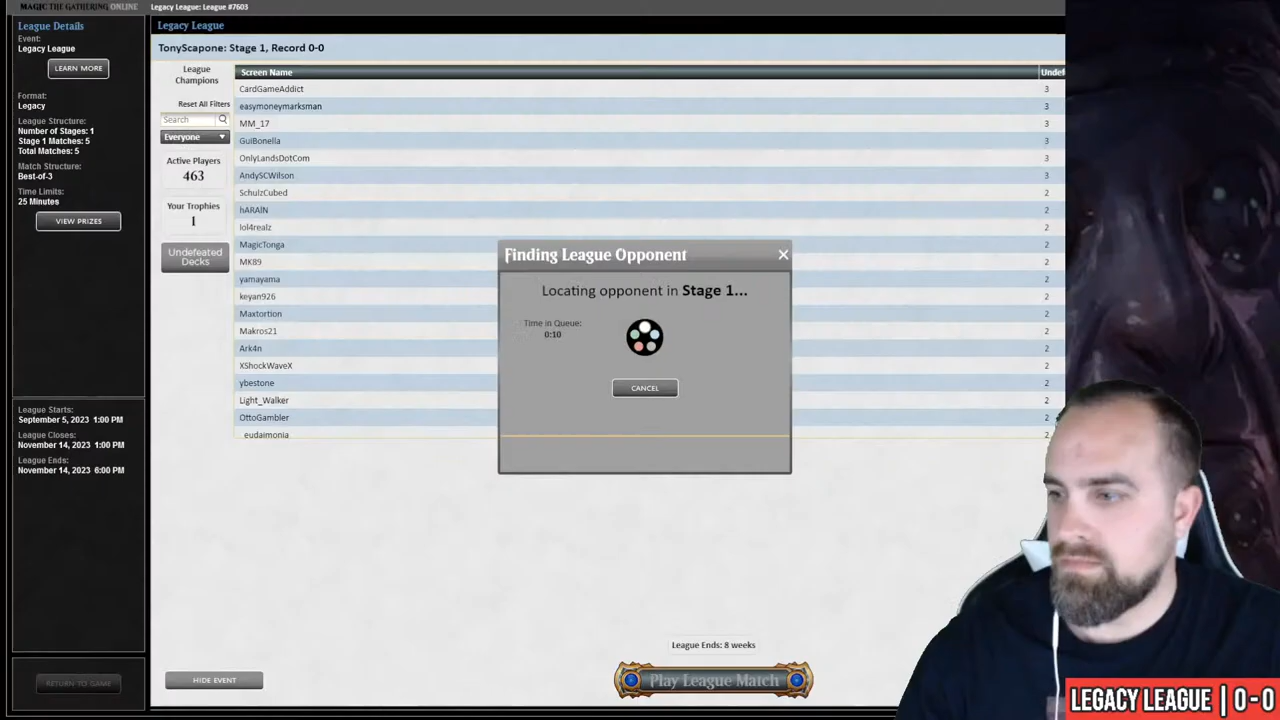 MAGIC THE GATHERING ONLINE
Legacy League: League #7603
League Details
Event:
Legacy League
LEARN MORE
Format:
Legacy
League Structure:
Number of Stages: 1
Stage 1 Matches: 5
Total Matches: 5
Match Structure:
Best-of-3
Time Limits:
25 Minutes
VIEW PRIZES
League Starts:
September 5, 2023 1:00 PM
League Closes:
November 14, 2023 1:00 PM
League Ends:
November 14, 2023 6:00 PM
RETURN TO GAME
Legacy League
TonyScapone: Stage 1, Record 0-0
League
Champions
Reset All Filters
Search
Everyone
Active Players
463
Your Trophies
1
Undefeated
Decks
Screen Name Undef
CardGameAddict 3
easymoneymarksman 3
MM_17 3
GuiBonella 3
OnlyLandsDotCom 3
AndySCWilson 3
SchulzCubed 2
hARAlN 2
lol4realz 2
MagicTonga 2
MK89 2
yamayama 2
keyan926 2
Maxtortion 2
Makros21 2
Ark4n 2
XShockWaveX 2
ybestone 2
Light_Walker 2
OttoGambler 2
_eudaimonia 2
Finding League Opponent
Locating opponent in Stage 1...
Time in Queue:
0:10
CANCEL
League Ends: 8 weeks
HIDE EVENT
Play League Match
LEGACY LEAGUE | 0-0